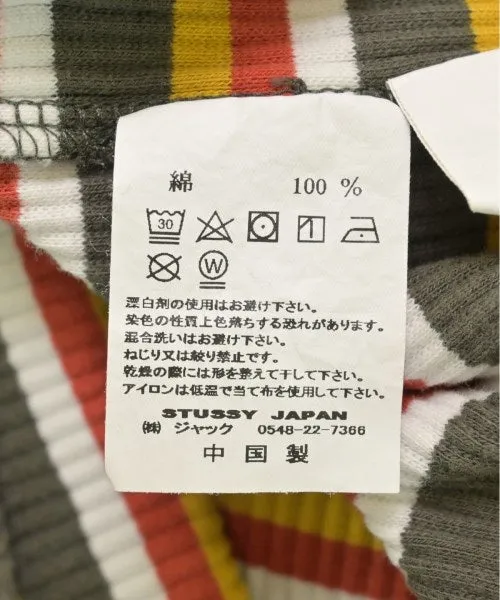 綿 100 %
30
W
漂白剤の使用はお避け下さい。
染色の性質上色落ちする恐れがあります。
混合洗いはお避け下さい。
ねじり又は絞り禁止です。
乾燥の際には形を整えて干して下さい。
アイロンは低温で当て布を使用して下さい。
STUSSY JAPAN
㈱ ジャック 0548-22-7366
中国製